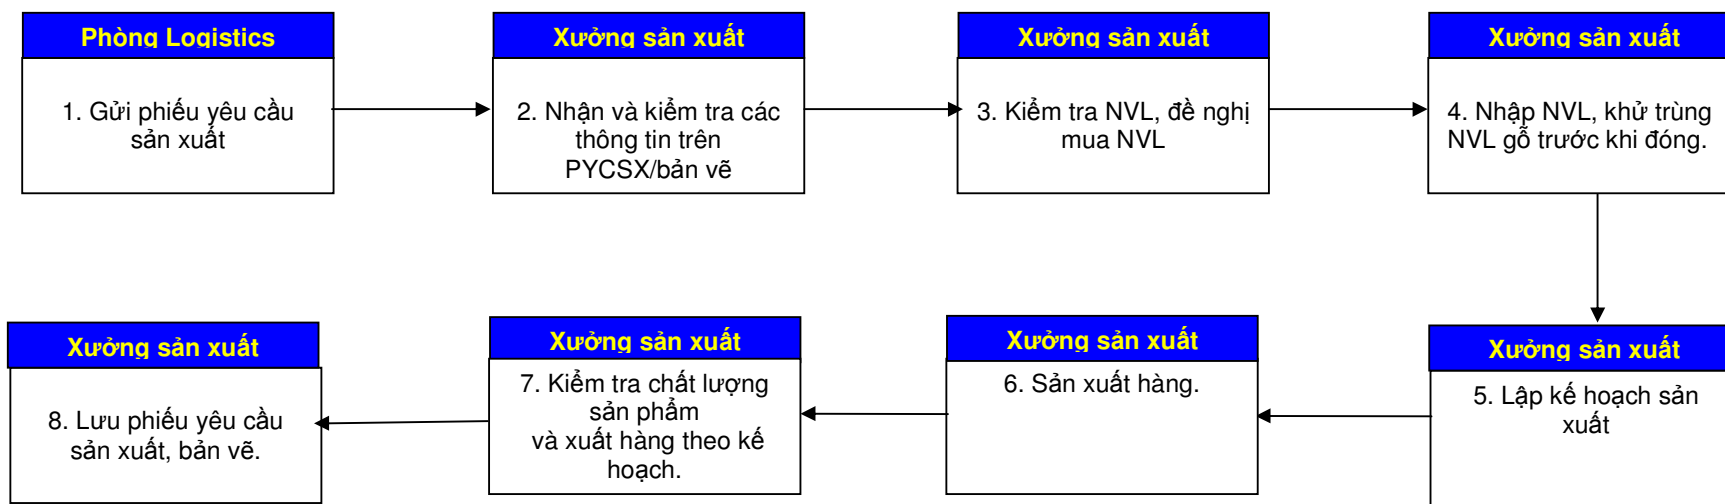 Phòng Logistics
1. Gửi phiếu yêu cầu
sản xuất
Xưởng sản xuất
2. Nhận và kiểm tra các
thông tin trên
PYCSX/bản vẽ
Xưởng sản xuất
3. Kiểm tra NVL, đề nghị
mua NVL
Xưởng sản xuất
4. Nhập NVL, khử trùng
NVL gỗ trước khi đóng.
Xưởng sản xuất
5. Lập kế hoạch sản
xuất
Xưởng sản xuất
6. Sản xuất hàng.
Xưởng sản xuất
7. Kiểm tra chất lượng
sản phẩm
và xuất hàng theo kế
hoạch.
Xưởng sản xuất
8. Lưu phiếu yêu cầu
sản xuất, bản vẽ.